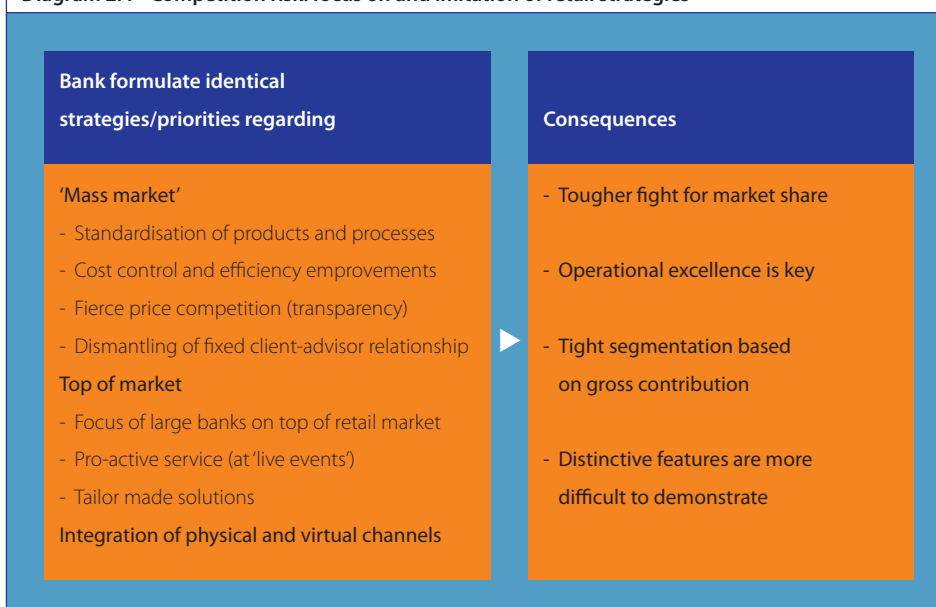 Bank formulate identical
strategies/priorities regarding
'Mass market'
- Standardisation of products and processes
- Cost control and efficiency emprovements
- Fierce price competition (transparency)
- Dismantling of fixed client-advisor relationship
Top of market
- Focus of large banks on top of retail market
- Pro-active service (at 'live events')
- Tailor made solutions
Integration of physical and virtual channels
Consequences
- Tougher fight for market share
- Operational excellence is key
- Tight segmentation based
on gross contribution
- Distinctive features are more
difficult to demonstrate